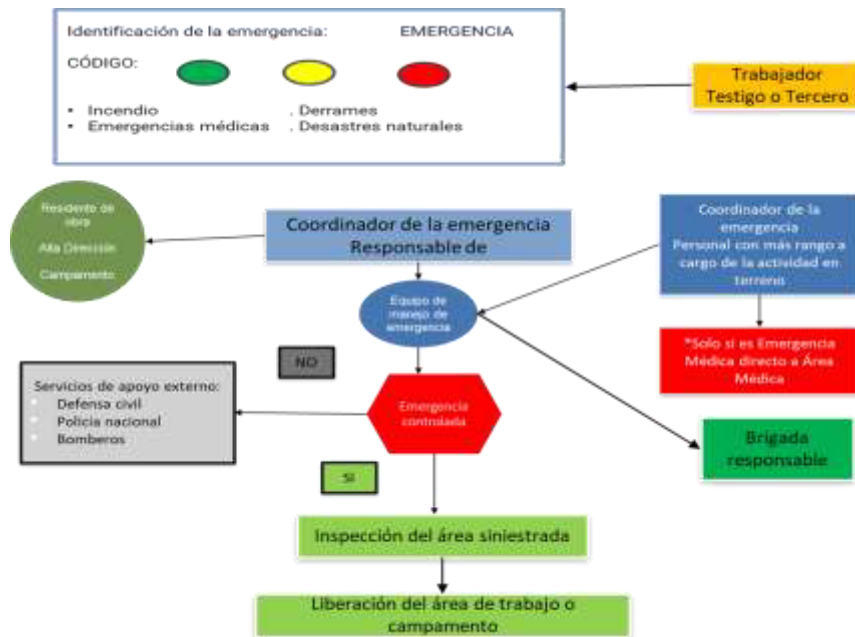 Identificación de la emergencia: EMERGENCIA
CÓDIGO:
• Incendio . Derrames
• Emergencias médicas . Desastres naturales
Trabajador
Testigo o Tercero
Residente de
obra
Alta Dirección
Campamento
Coordinador de la emergencia
Responsable de
Coordinador de la
emergencia
Personal con más rango a
cargo de la actividad en
terreno
Equipo de
manejo de
emergencia
*Solo si es Emergencia
Médica directo a Área
Médica
NO
Servicios de apoyo externo:
Defensa civil
Policia nacional
Bomberos
Emergencia
controlada
Brigada
responsable
SI
Inspección del área siniestrada
Liberación del área de trabajo o
campamento